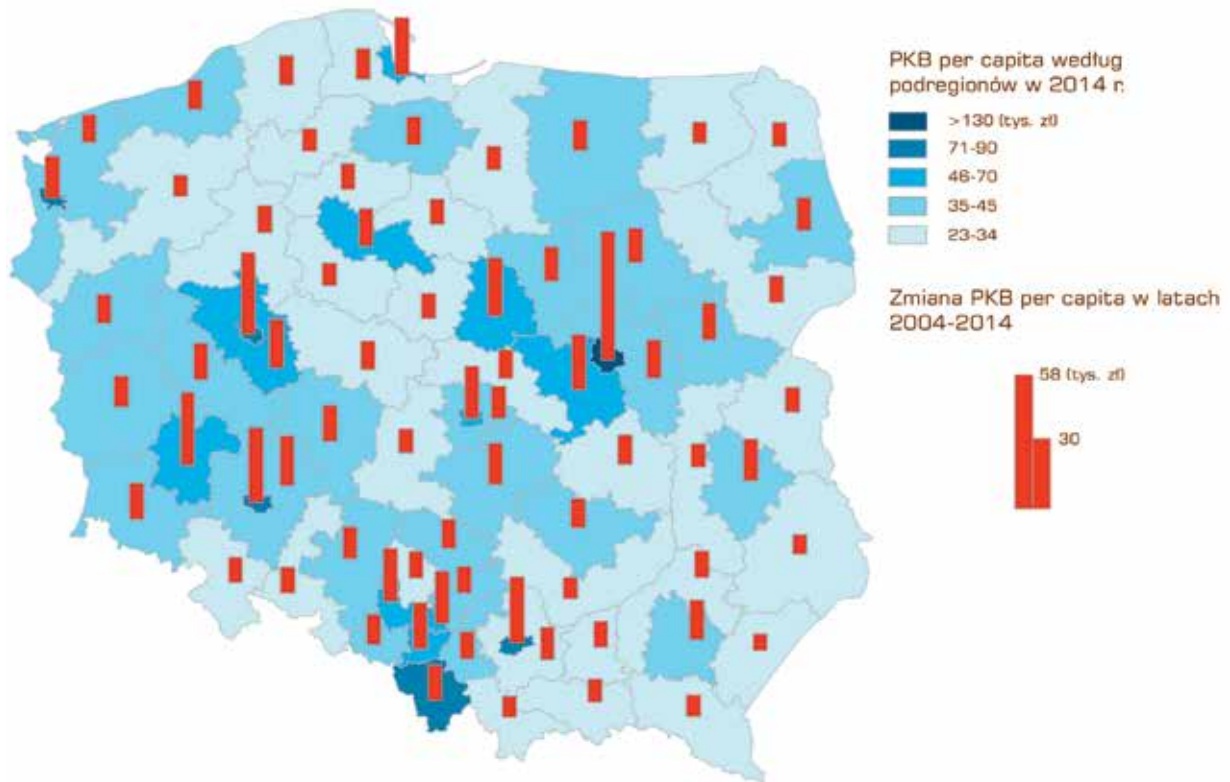 PKB per capita według
podregionów w 2014 r.
>130 (tys. zł)
71-90
46-70
35-45
23-34
Zmiana PKB per capita w latach
2004-2014
58 (tys. zł)
30